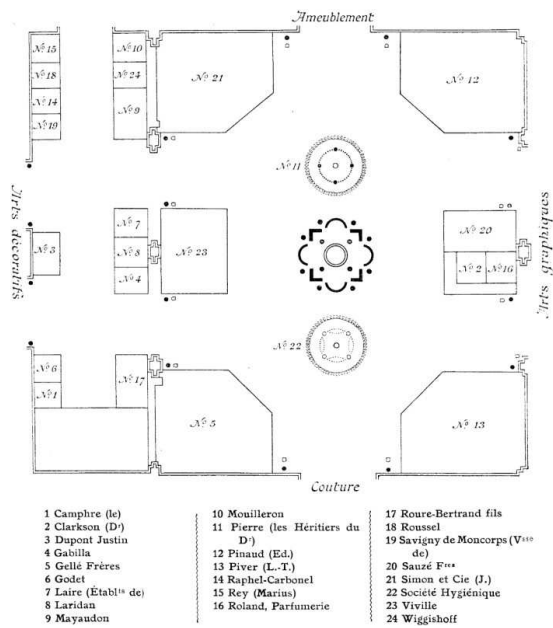 Ameublement
Nº 15
Nº 10
Nº 18
Nº 24
Nº 21
Nº 12
Nº 14
Nº 9
Nº 19
Nº 11
Arts décoratifs
Arts graphiques
Nº 7
Nº 20
Nº 3
Nº 8
Nº 23
Nº 2
Nº 16
Nº 4
Nº 22
Nº 6
Nº 17
Nº 1
Nº 5
Nº 13
Couture
1 Camphre (le)
2 Clarkson (Dr)
3 Dupont Justin
4 Gabilla
5 Gellé Frères
6 Godet
7 Laire (Établts de)
8 Laridan
9 Mayaudon
10 Mouilleron
11 Pierre (les Héritiers du
Dr)
12 Pinaud (Ed.)
13 Piver (L.-T.)
14 Raphel-Carbonel
15 Rey (Marius)
16 Roland, Parfumerie
17 Roure-Bertrand fils
18 Roussel
19 Savigny de Moncorps (Vsse
de)
20 Sauzé Fres
21 Simon et Cie (J.)
22 Société Hygiénique
23 Viville
24 Wiggishoff